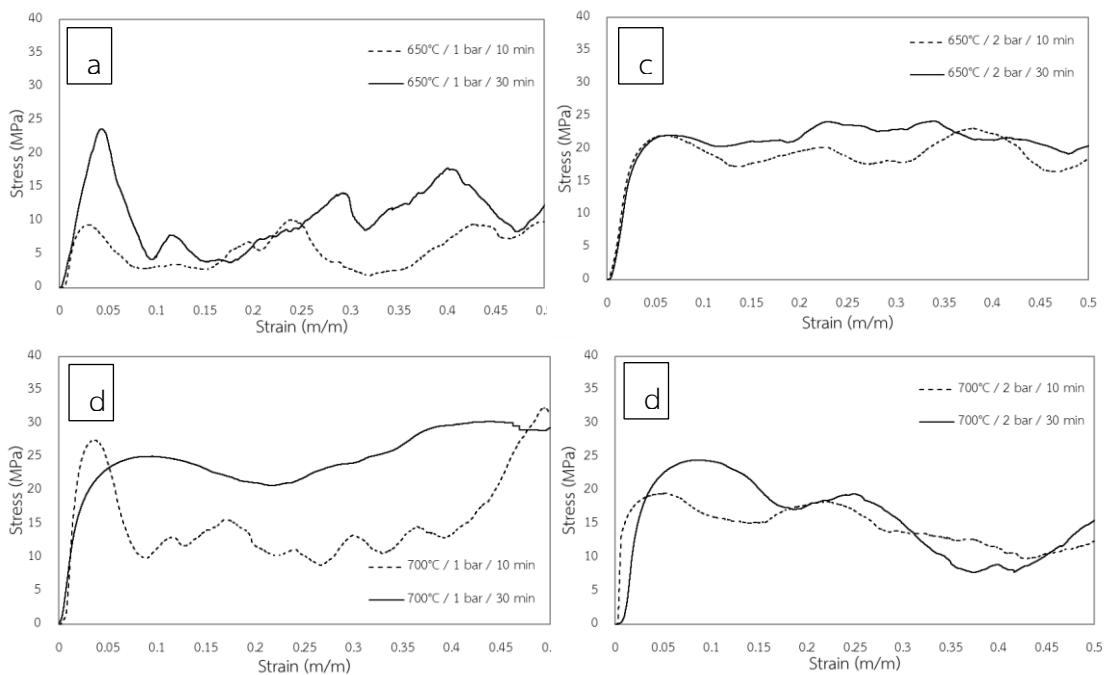 40
35
30
25
20
15
10
5
0
Stress (MPa)
a
650°C / 1 bar / 10 min
650°C / 1 bar / 30 min
0 0.05 0.1 0.15 0.2 0.25 0.3 0.35 0.4 0.45 0.
Strain (m/m)
40
35
30
25
20
15
10
5
0
Stress (MPa)
c
650°C / 2 bar / 10 min
650°C / 2 bar / 30 min
0 0.05 0.1 0.15 0.2 0.25 0.3 0.35 0.4 0.45 0.5
Strain (m/m)
40
35
30
25
20
15
10
5
0
Stress (MPa)
d
700°C / 1 bar / 10 min
700°C / 1 bar / 30 min
0 0.05 0.1 0.15 0.2 0.25 0.3 0.35 0.4 0.45 0.
Strain (m/m)
40
35
30
25
20
15
10
5
0
Stress (MPa)
d
700°C / 2 bar / 10 min
700°C / 2 bar / 30 min
0 0.05 0.1 0.15 0.2 0.25 0.3 0.35 0.4 0.45 0.5
Strain (m/m)